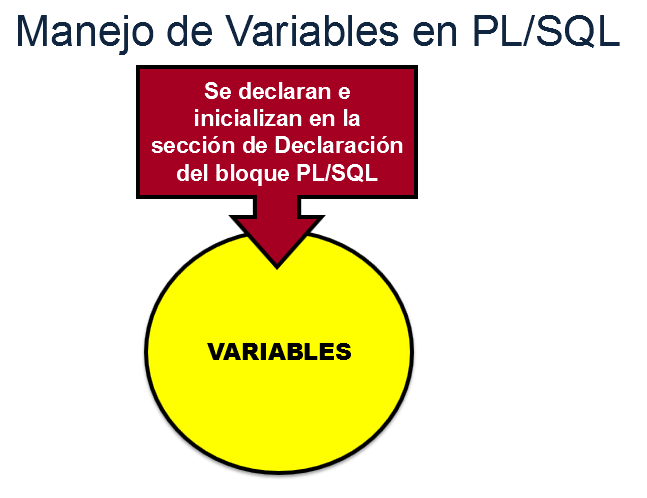 Manejo de Variables en PL/SQL
Se declaran e
inicializan en la
sección de Declaración
del bloque PL/SQL
VARIABLES